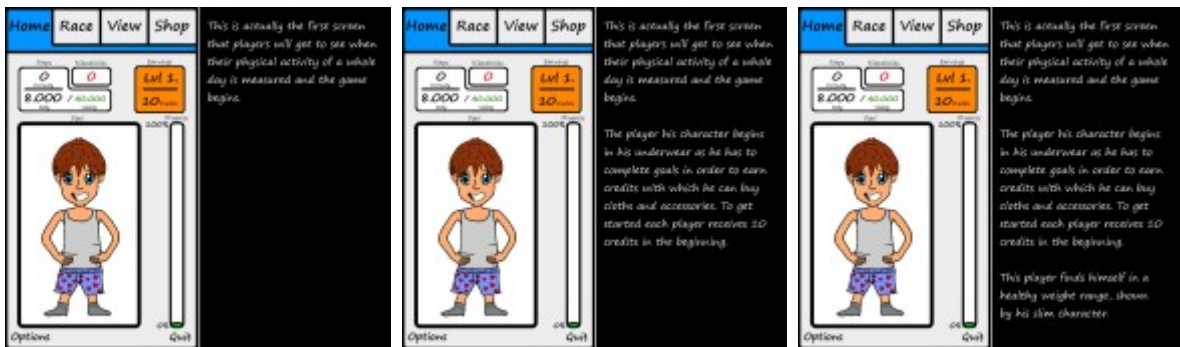 Home Race View Shop
0
0
Lvl 1.
8.000 / 40.000
10
100%
0%
Options
Quit
This is actually the first screen
that players will get to see when
their physical activity of a whole
day is measured and the game
begins.
Home Race View Shop
0
0
Lvl 1.
8.000 / 40.000
10
100%
0%
Options
Quit
This is actually the first screen
that players will get to see when
their physical activity of a whole
day is measured and the game
begins.
The player his character begins
in his underwear as he has to
complete goals in order to earn
credits with which he can buy
cloths and accessories. To get
started each player receives 10
credits in the beginning.
Home Race View Shop
0
0
Lvl 1.
8.000 / 40.000
10
100%
0%
Options
Quit
This is actually the first screen
that players will get to see when
their physical activity of a whole
day is measured and the game
begins.
The player his character begins
in his underwear as he has to
complete goals in order to earn
credits with which he can buy
cloths and accessories. To get
started each player receives 10
credits in the beginning.
This player finds himself in a
healthy weight range, shown
by his slim character.